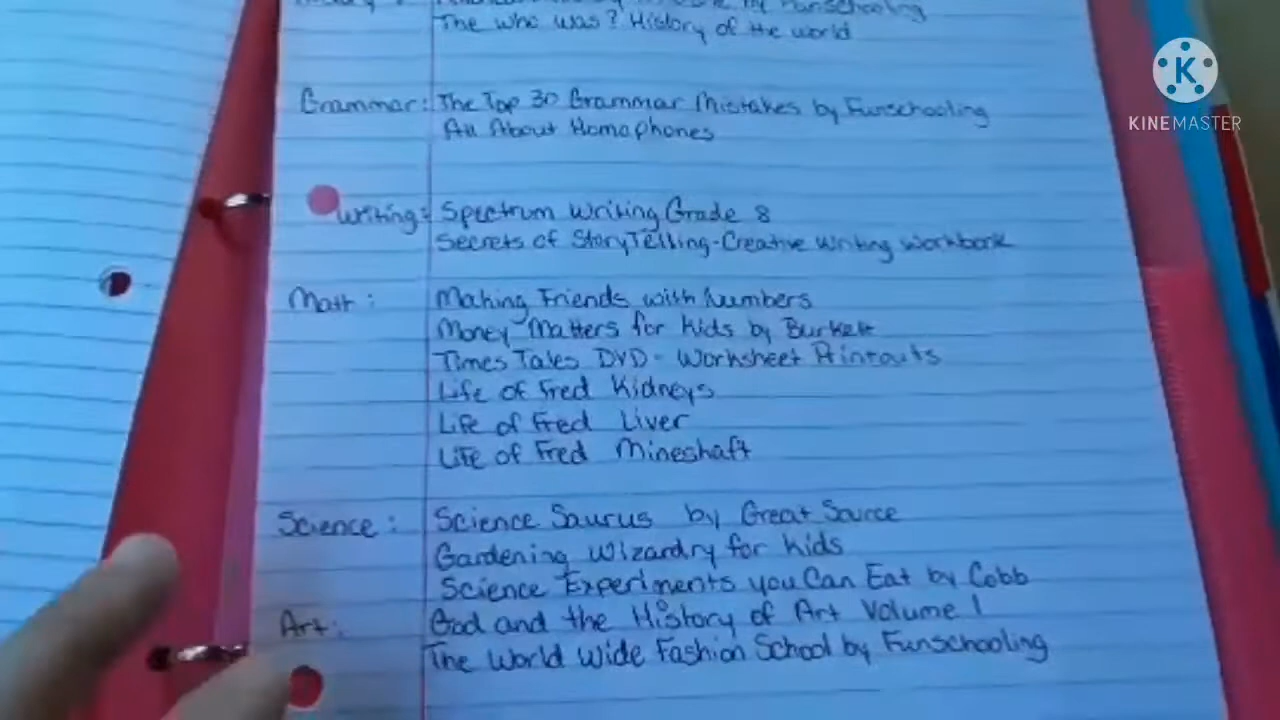 by Funschooling
The who was? History of the world
Grammar: The Top 30 Grammar Mistakes by Funschooling
All About Homophones
Writing: Spectrum Writing Grade 8
Secrets of StoryTelling-Creative Writing workbook
Math: Making Friends with Numbers
Money Matters for kids by Burkett
Times Tales DVD - Worksheet Printouts
Life of Fred Kidneys
Life of Fred Liver
Life of Fred Mineshaft
Science: Science Saurus by Great Source
Gardening Wizardry for kids
Science Experiments you Can Eat by Cobb
Art: God and the History of Art Volume 1
The World Wide Fashion School by Funschooling
K
KINEMASTER